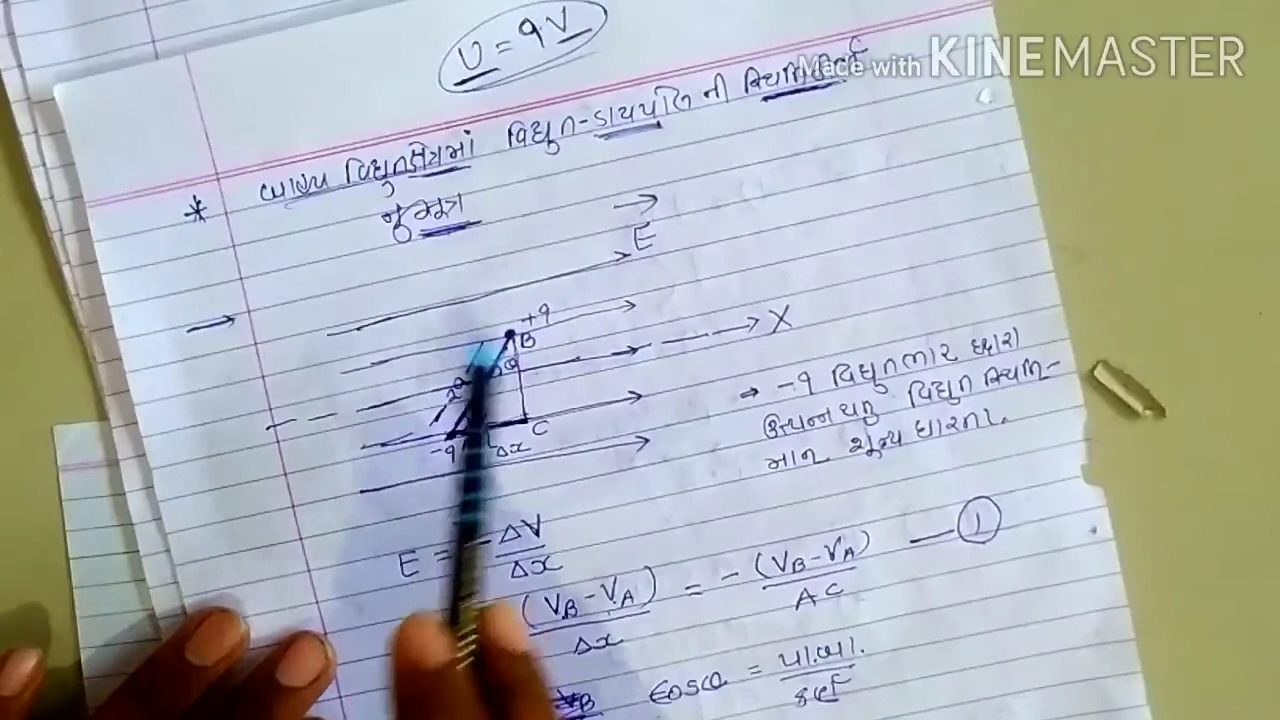 Made with KINEMASTER
U = qV
* બાહ્ય વિદ્યુતક્ષેત્રમાં વિદ્યુત-ડાયપોલ ની
નું સૂત્ર
E
+q
B
X
2a
C
-q
Δx
⇒ -q વિદ્યુતભાર દ્વારા
ઉત્પન્ન થતુ વિદ્યુત સ્થિતિ-
માન શૂન્ય ધારતા.
E = - ΔV / Δx
(VB - VA) / Δx = - (VB - VA) / AC — 1
cosθ = પા.બા. / કર્ણ